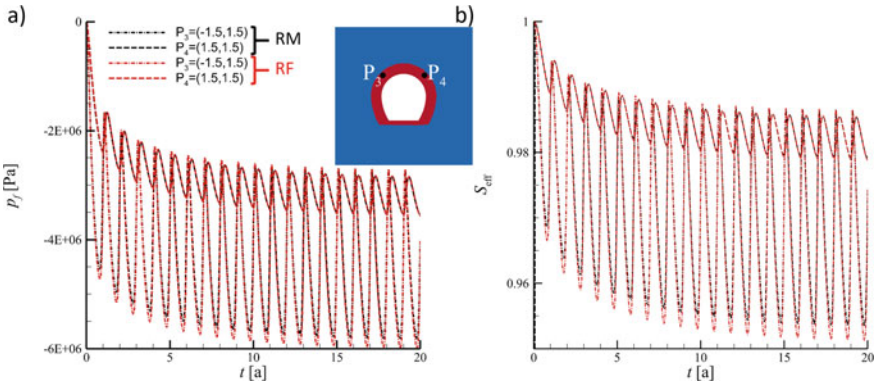 a)
P₃=(-1.5,1.5)
P₄=(1.5,1.5)
RM
P₃=(-1.5,1.5)
P₄=(1.5,1.5)
RF
P₃ P₄
0
-2E+06
-4E+06
-6E+06
p_f [Pa]
0 5 10 15 20
t [a]
b)
1
0.98
0.96
S_eff
0 5 10 15 20
t [a]